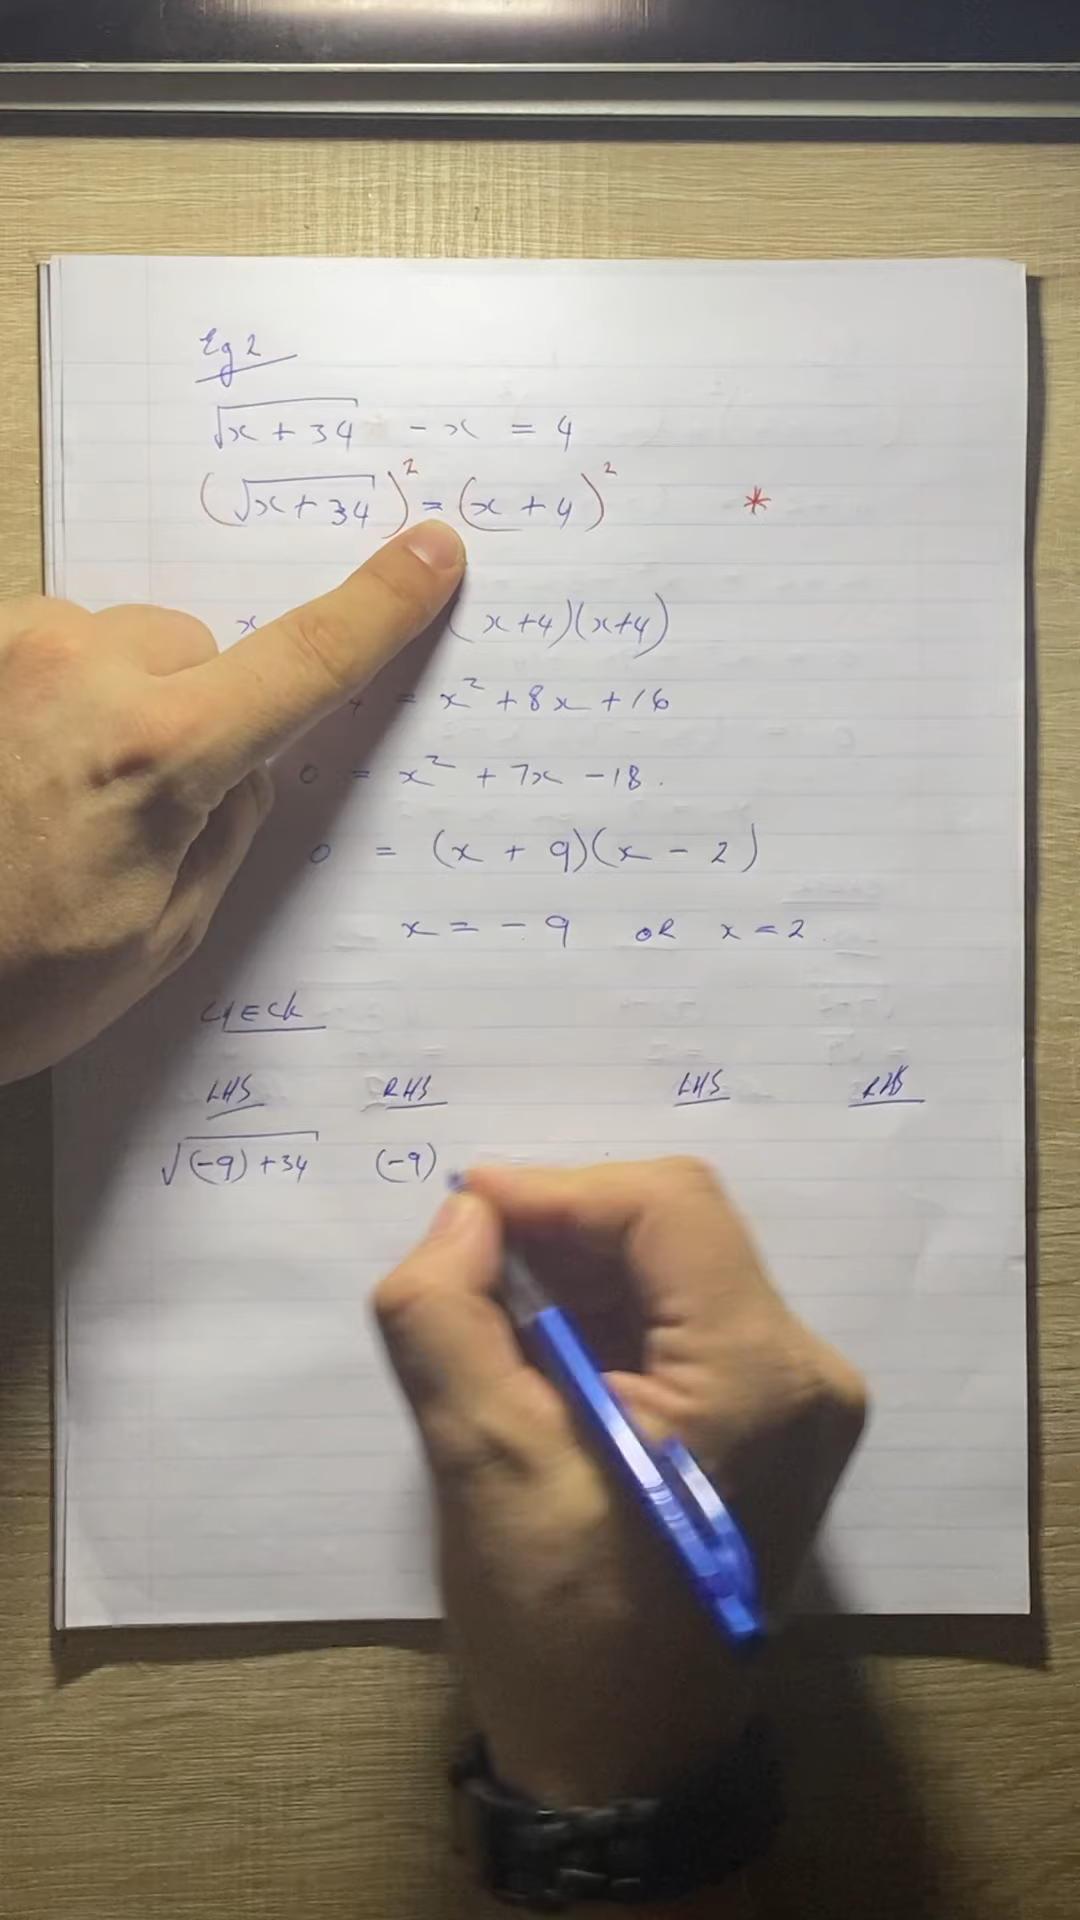 Eg 2
√x + 34 - x = 4
(√x + 34)² = (x + 4)² *
x (x+4)(x+4)
= x² + 8x + 16
0 = x² + 7x - 18.
0 = (x + 9)(x - 2)
x = - 9 OR x = 2
CHECK
LHS RHS LHS RHS
√(-9) + 34 (-9)